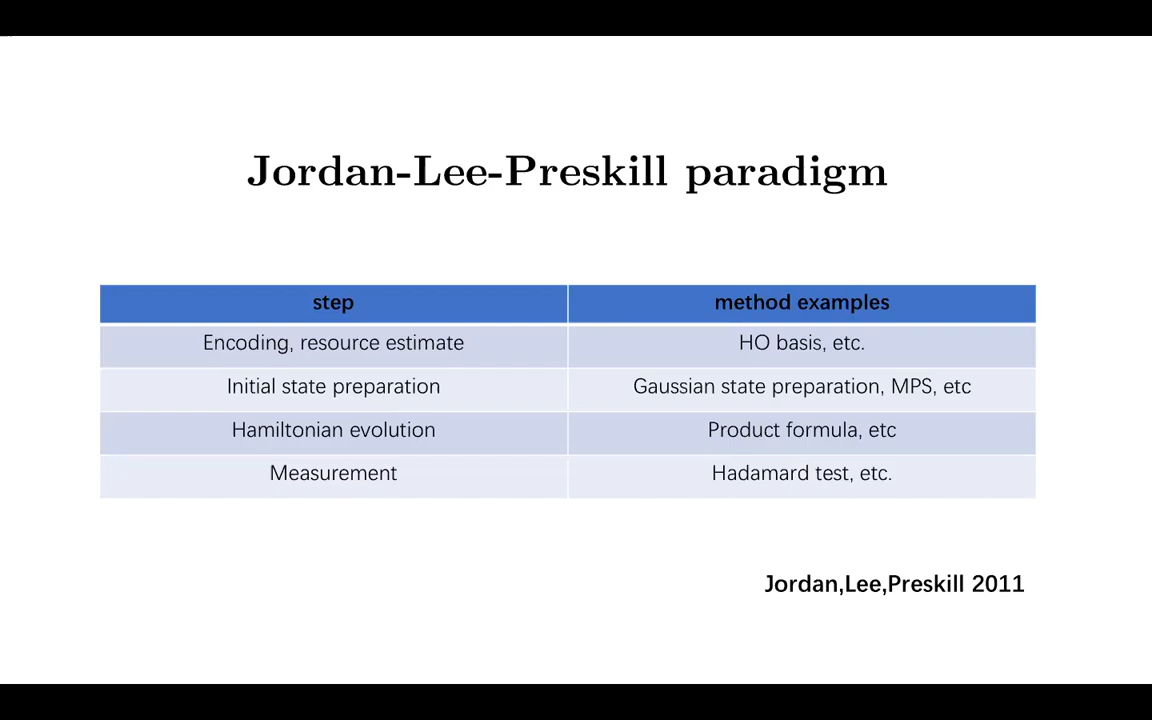 Jordan-Lee-Preskill paradigm
step method examples
Encoding, resource estimate HO basis, etc.
Initial state preparation Gaussian state preparation, MPS, etc
Hamiltonian evolution Product formula, etc
Measurement Hadamard test, etc.
Jordan,Lee,Preskill 2011